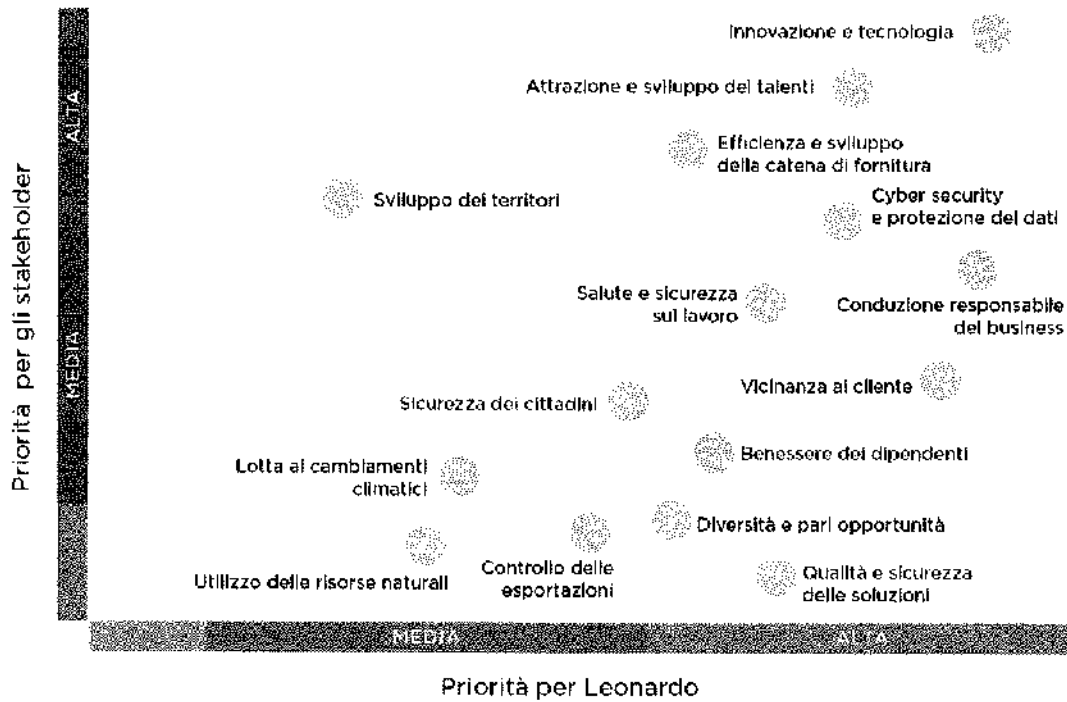 Innovazione e tecnologia
Attrazione e sviluppo dei talenti
Efficienza e sviluppo
della catena di fornitura
Sviluppo dei territori
Cyber security
e protezione dei dati
Salute e sicurezza
sul lavoro
Conduzione responsabile
del business
Vicinanza al cliente
Sicurezza dei cittadini
Benessere dei dipendenti
Lotta ai cambiamenti
climatici
Diversità e pari opportunità
Controllo delle
esportazioni
Utilizzo delle risorse naturali
Qualità e sicurezza
delle soluzioni
Priorità per gli stakeholder
ALTA
MEDIA
MEDIA
ALTA
Priorità per Leonardo